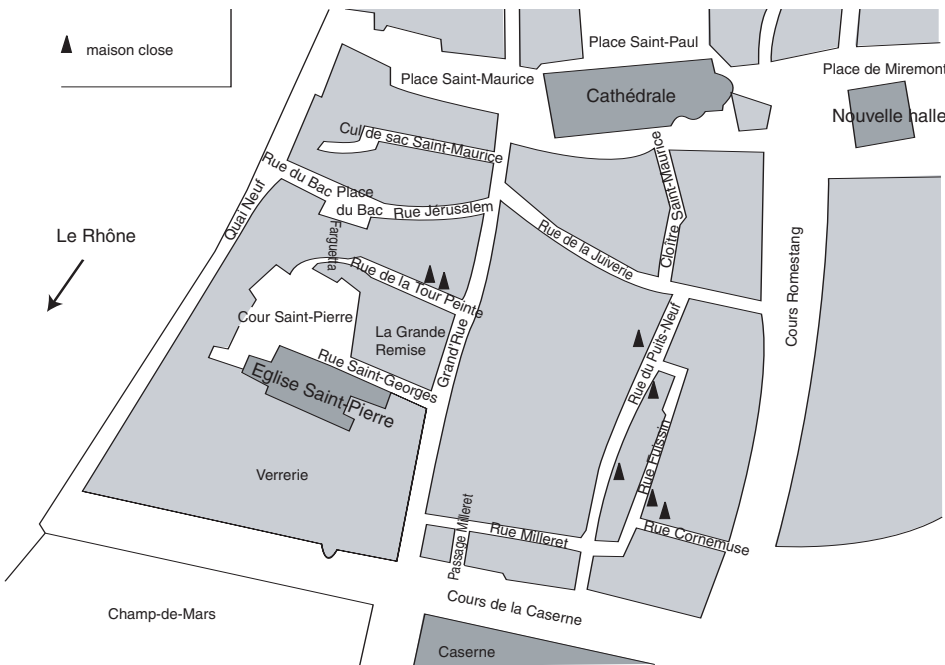 maison close
Place Saint-Paul
Place Saint-Maurice
Place de Miremont
Cathédrale
Nouvelle halle
Cul de sac Saint-Maurice
Cloître Saint-Maurice
Rue du Bac
Place
du Bac
Rue Jérusalem
Quai Neuf
Le Rhône
Farguetta
Rue de la Juiverie
Rue de la Tour Peinte
Cours Romestang
Cour Saint-Pierre
La Grande
Remise
Grand'Rue
Rue du Puits-Neuf
Rue Saint-Georges
Eglise Saint-Pierre
Rue Fuissin
Verrerie
Passage Milleret
Rue Milleret
Rue Cornemuse
Champ-de-Mars
Cours de la Caserne
Caserne